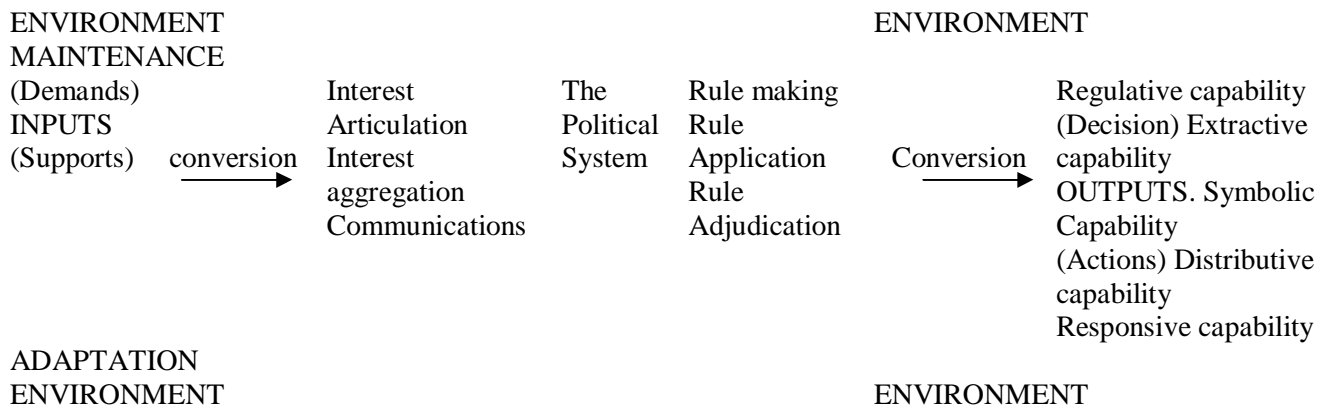 ENVIRONMENT ENVIRONMENT
MAINTENANCE
(Demands) Interest The Rule making Regulative capability
INPUTS Articulation Political Rule (Decision) Extractive
(Supports) conversion Interest System Application Conversion capability
aggregation Rule OUTPUTS. Symbolic
Communications Adjudication Capability
(Actions) Distributive
capability
Responsive capability
ADAPTATION
ENVIRONMENT ENVIRONMENT